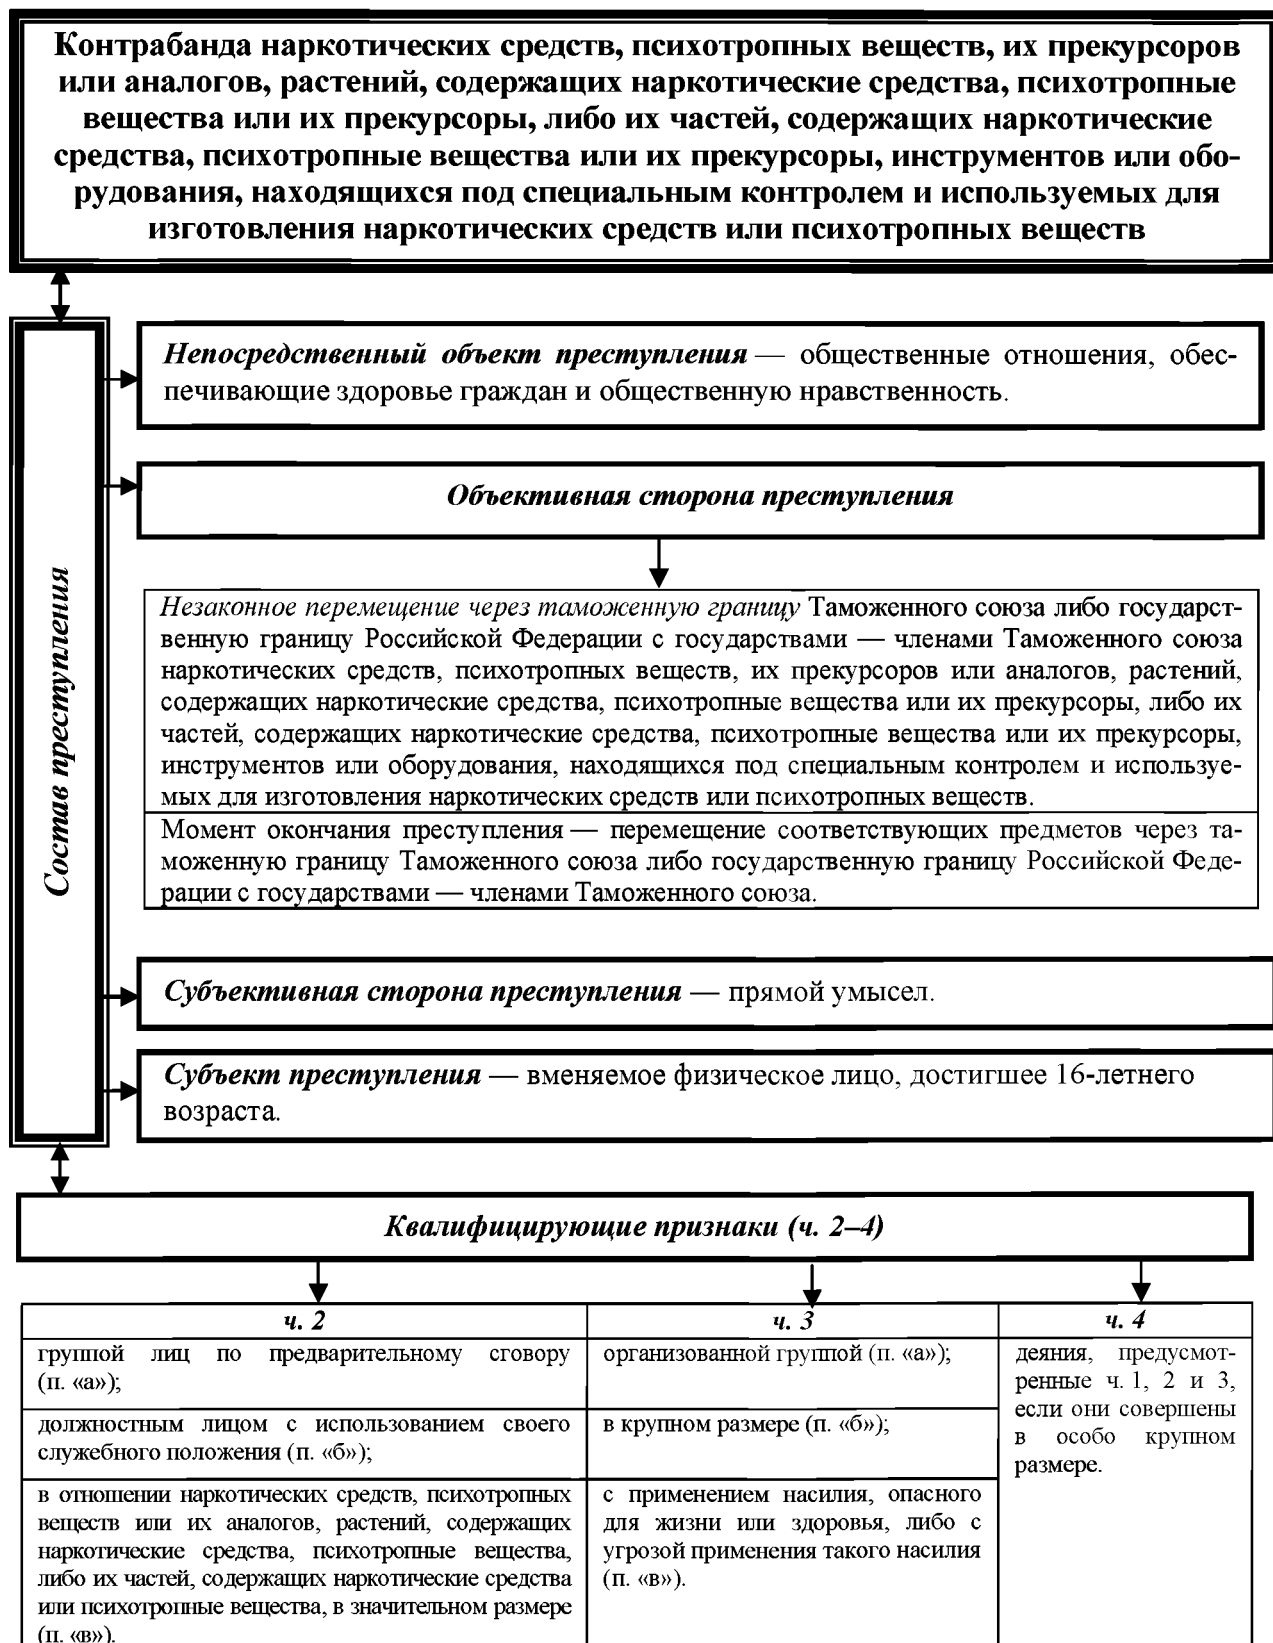 Контрабанда наркотических средств, психотропных веществ, их прекурсоров
или аналогов, растений, содержащих наркотические средства, психотропные
вещества или их прекурсоры, либо их частей, содержащих наркотические
средства, психотропные вещества или их прекурсоры, инструментов или обо-
рудования, находящихся под специальным контролем и используемых для
изготовления наркотических средств или психотропных веществ
Состав преступления
Непосредственный объект преступления — общественные отношения, обес-
печивающие здоровье граждан и общественную нравственность.
Объективная сторона преступления
Незаконное перемещение через таможенную границу Таможенного союза либо государст-
венную границу Российской Федерации с государствами — членами Таможенного союза
наркотических средств, психотропных веществ, их прекурсоров или аналогов, растений,
содержащих наркотические средства, психотропные вещества или их прекурсоры, либо их
частей, содержащих наркотические средства, психотропные вещества или их прекурсоры,
инструментов или оборудования, находящихся под специальным контролем и используе-
мых для изготовления наркотических средств или психотропных веществ.
Момент окончания преступления — перемещение соответствующих предметов через та-
моженную границу Таможенного союза либо государственную границу Российской Феде-
рации с государствами — членами Таможенного союза.
Субъективная сторона преступления — прямой умысел.
Субъект преступления — вменяемое физическое лицо, достигшее 16-летнего
возраста.
Квалифицирующие признаки (ч. 2–4)
ч. 2
группой лиц по предварительному сговору
(п. «а»);
должностным лицом с использованием своего
служебного положения (п. «б»);
в отношении наркотических средств, психотропных
веществ или их аналогов, растений, содержащих
наркотические средства, психотропные вещества,
либо их частей, содержащих наркотические средства
или психотропные вещества, в значительном размере
(п. «в»).
ч. 3
организованной группой (п. «а»);
в крупном размере (п. «б»);
с применением насилия, опасного
для жизни или здоровья, либо с
угрозой применения такого насилия
(п. «в»).
ч. 4
деяния, предусмот-
ренные ч. 1, 2 и 3,
если они совершены
в особо крупном
размере.